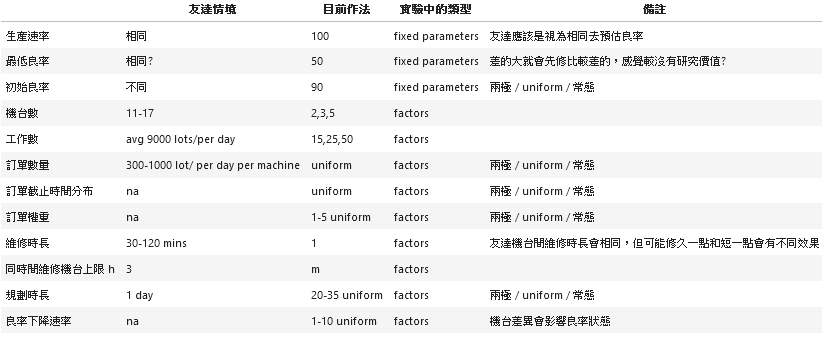 友達情境 目前作法 實驗中的類型 備註
生產速率 相同 100 fixed parameters 友達應該是視為相同去預估良率
最低良率 相同? 50 fixed parameters 差的大就會先修比較差的，感覺較沒有研究價值?
初始良率 不同 90 fixed parameters 兩極 / uniform / 常態
機台數 11-17 2,3,5 factors
工作數 avg 9000 lots/per day 15,25,50 factors
訂單數量 300-1000 lot/ per day per machine uniform 兩極 / uniform / 常態
訂單截止時間分布 na uniform 兩極 / uniform / 常態
訂單權重 na 1-5 uniform 兩極 / uniform / 常態
維修時長 30-120 mins 1 factors 友達機台間維修時長會相同，但可能修久一點和短一點會有不同效果
同時間維修機台上限 h 3 m factors
規劃時長 1 day 20-35 uniform factors 兩極 / uniform / 常態
良率下降速率 na 1-10 uniform factors 機台差異會影響良率狀態